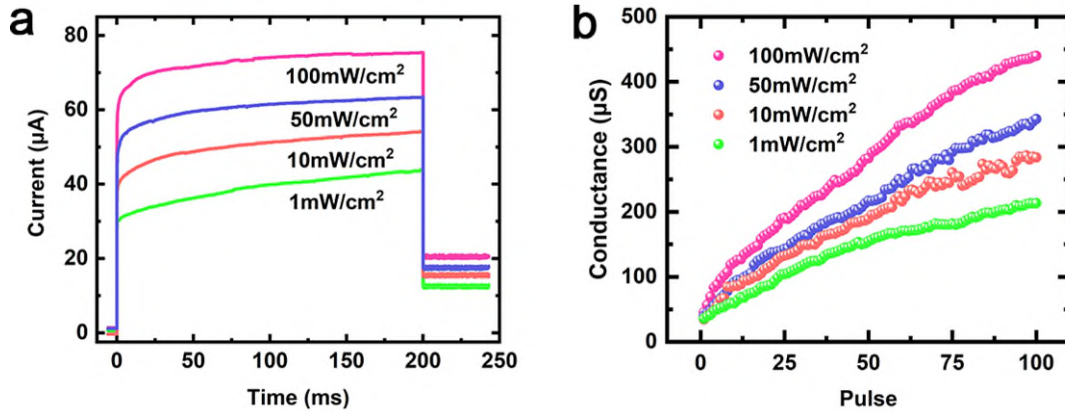 a
80
60
40
20
0
Current (μA)
100mW/cm²
50mW/cm²
10mW/cm²
1mW/cm²
0 50 100 150 200 250
Time (ms)
b
500
400
300
200
100
0
Conductance (μS)
100mW/cm²
50mW/cm²
10mW/cm²
1mW/cm²
0 25 50 75 100
Pulse